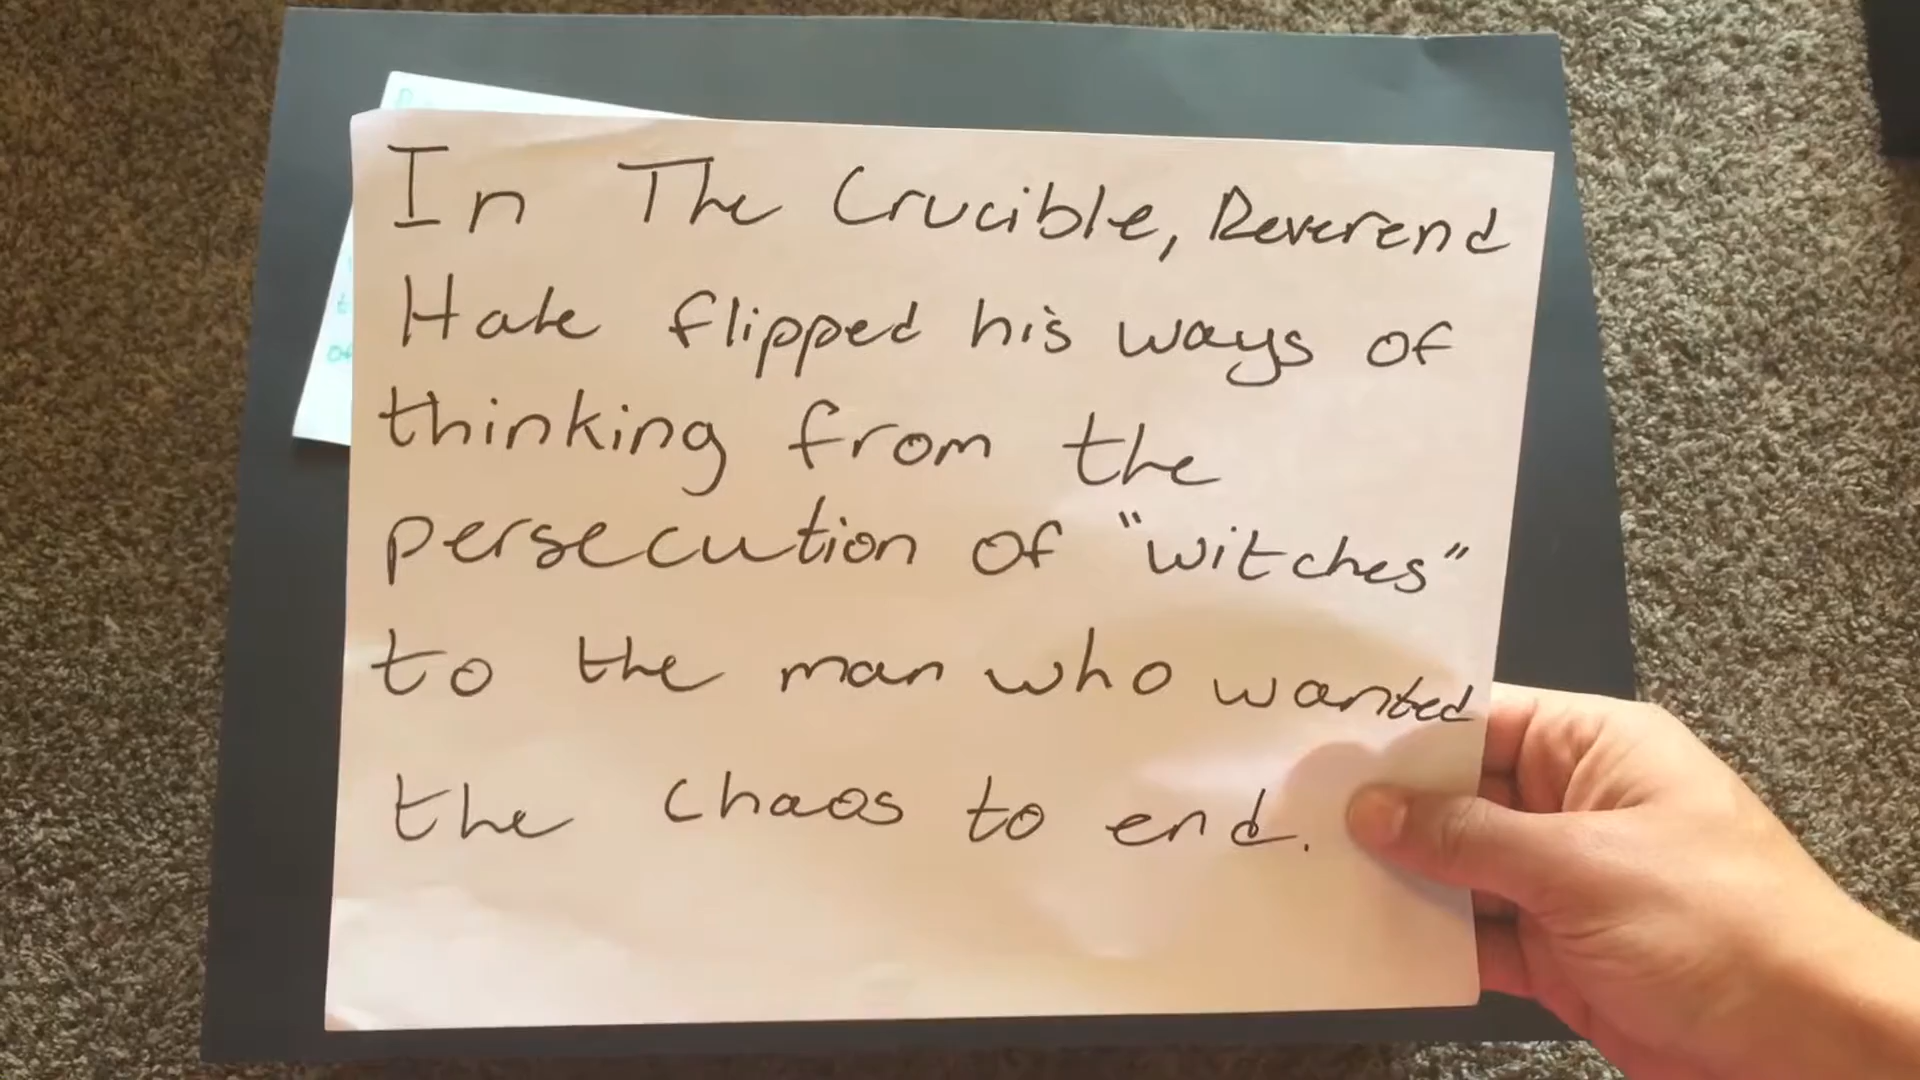 In The Crucible, Reverend
Hale flipped his ways of
thinking from the
persecution of "witches"
to the man who wanted
the chaos to end.
of